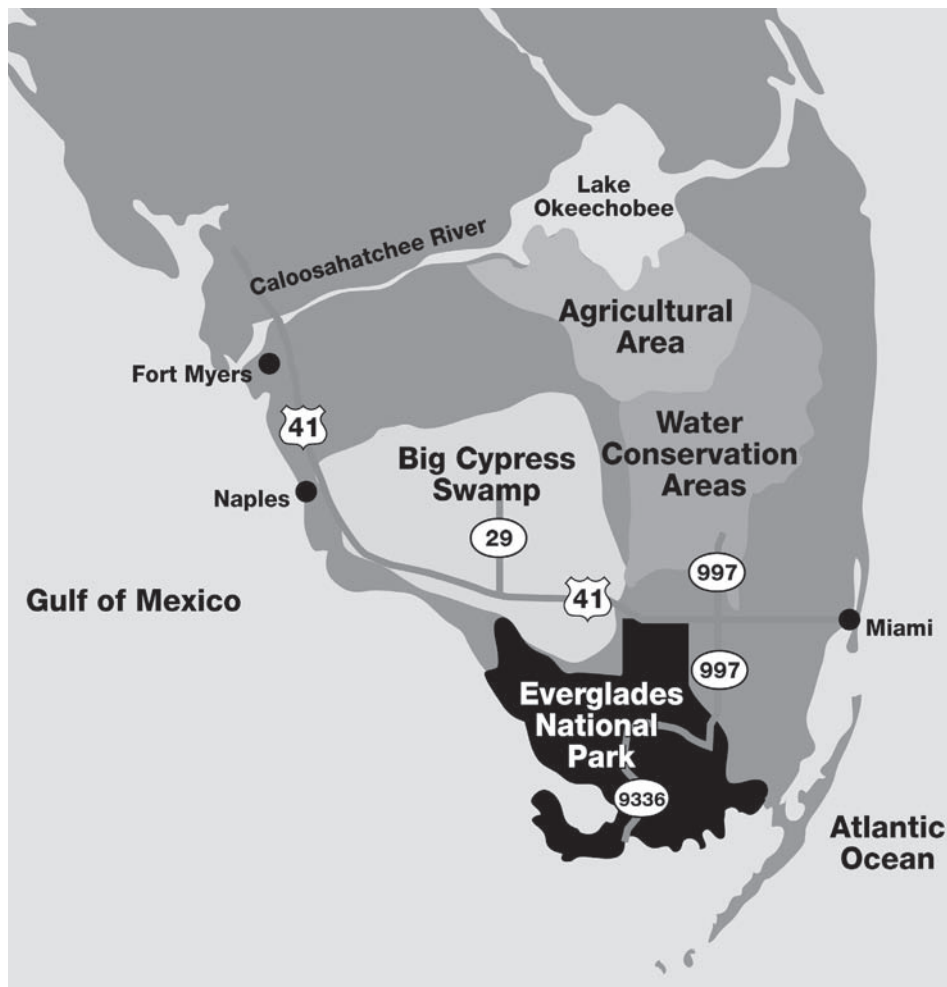 Lake
Okeechobee
Caloosahatchee River
Agricultural
Area
Fort Myers
41
Water
Conservation
Areas
Big Cypress
Swamp
Naples
29
997
41
Gulf of Mexico
Miami
997
Everglades
National
Park
9336
Atlantic
Ocean